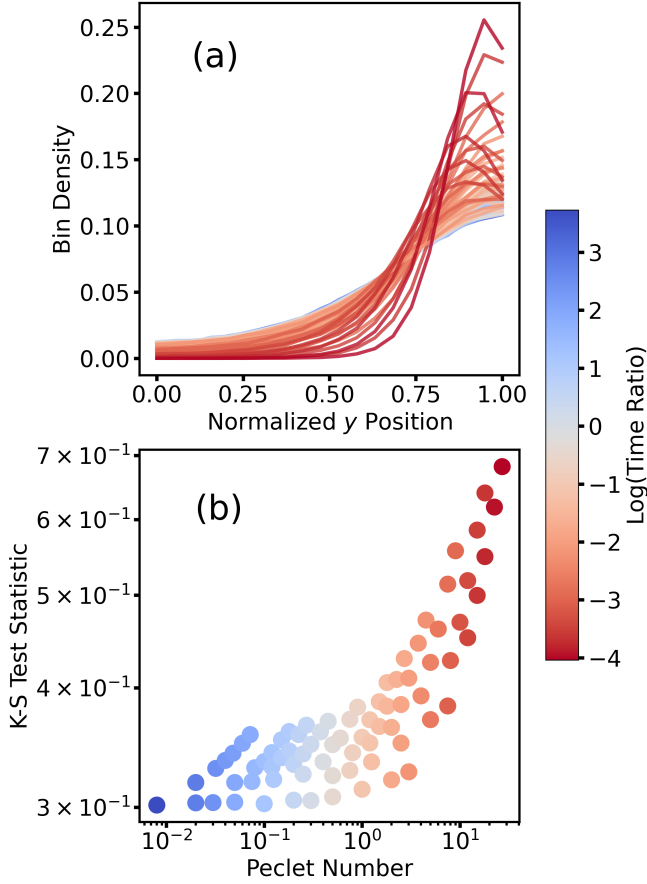 (a)
Bin Density
0.25
0.20
0.15
0.10
0.05
0.00
0.00 0.25 0.50 0.75 1.00
Normalized y Position
(b)
K-S Test Statistic
7 × 10⁻¹
6 × 10⁻¹
5 × 10⁻¹
4 × 10⁻¹
3 × 10⁻¹
10⁻² 10⁻¹ 10⁰ 10¹
Peclet Number
3
2
1
0
−1
−2
−3
−4
Log(Time Ratio)